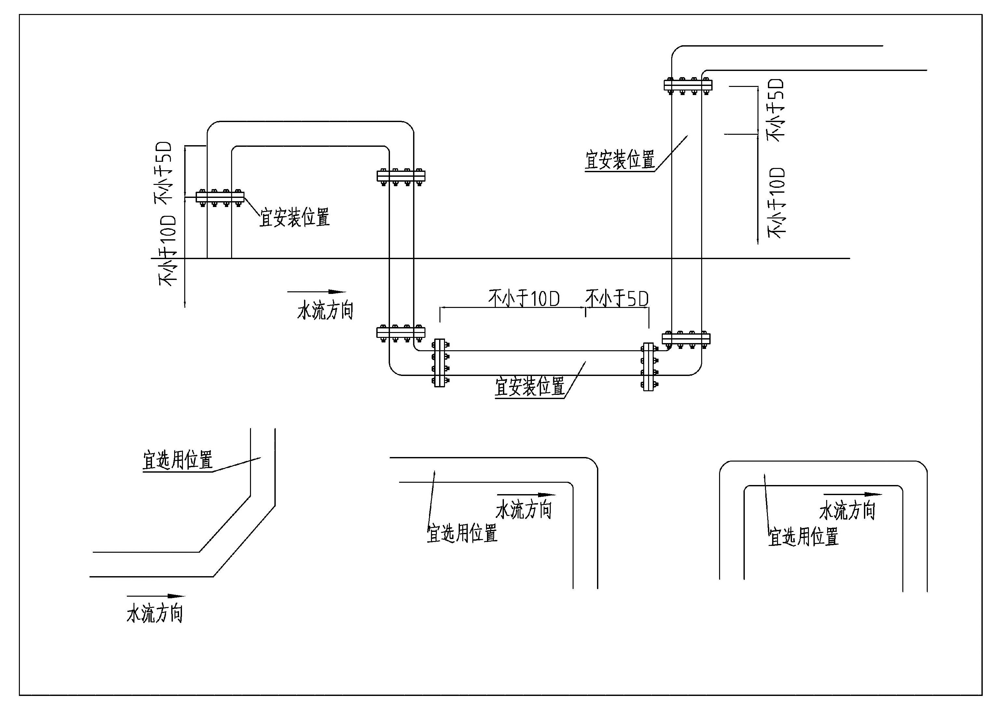 不小于5D
不小于5D
宜安装位置
不小于10D
宜安装位置
不小于10D
水流方向
不小于10D
不小于5D
宜安装位置
宜选用位置
水流方向
宜选用位置
水流方向
宜选用位置
水流方向